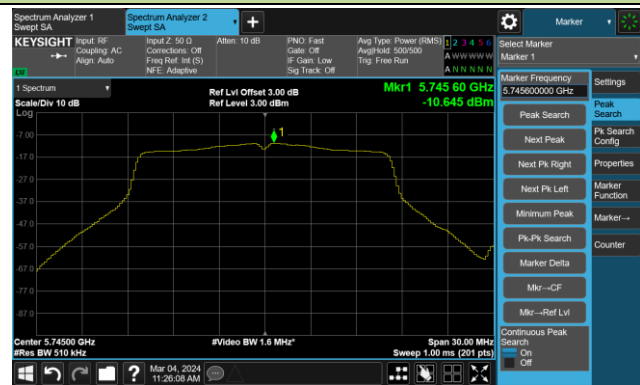 Spectrum Analyzer 1
Swept SA
Spectrum Analyzer 2
Swept SA
+
Marker
KEYSIGHT
Input: RF
Coupling: AC
Align: Auto
Input Z: 50 Ω
Corrections: Off
Freq Ref: Int (S)
NFE: Adaptive
Atten: 10 dB
PNO: Fast
Gate: Off
IF Gain: Low
Sig Track: Off
Avg Type: Power (RMS)
Avg|Hold: 500/500
Trig: Free Run
1 2 3 4 5 6
A W W W W W
A N N N N N
Select Marker
Marker 1
1 Spectrum
Scale/Div 10 dB
Ref Lvl Offset 3.00 dB
Ref Level 3.00 dBm
Mkr1 5.745 60 GHz
-10.645 dBm
Log
-7.00
-17.0
-27.0
-37.0
-47.0
-57.0
-67.0
-77.0
-87.0
1
Center 5.74500 GHz
#Res BW 510 kHz
#Video BW 1.6 MHz*
Span 30.00 MHz
Sweep 1.00 ms (201 pts)
Marker Frequency
5.745600000 GHz
Peak Search
Next Peak
Next Pk Right
Next Pk Left
Minimum Peak
Pk-Pk Search
Marker Delta
Mkr→CF
Mkr→Ref Lvl
Continuous Peak
Search
On
Off
Settings
Peak
Search
Pk Search
Config
Properties
Marker
Function
Marker→
Counter
?
Mar 04, 2024
11:26:08 AM